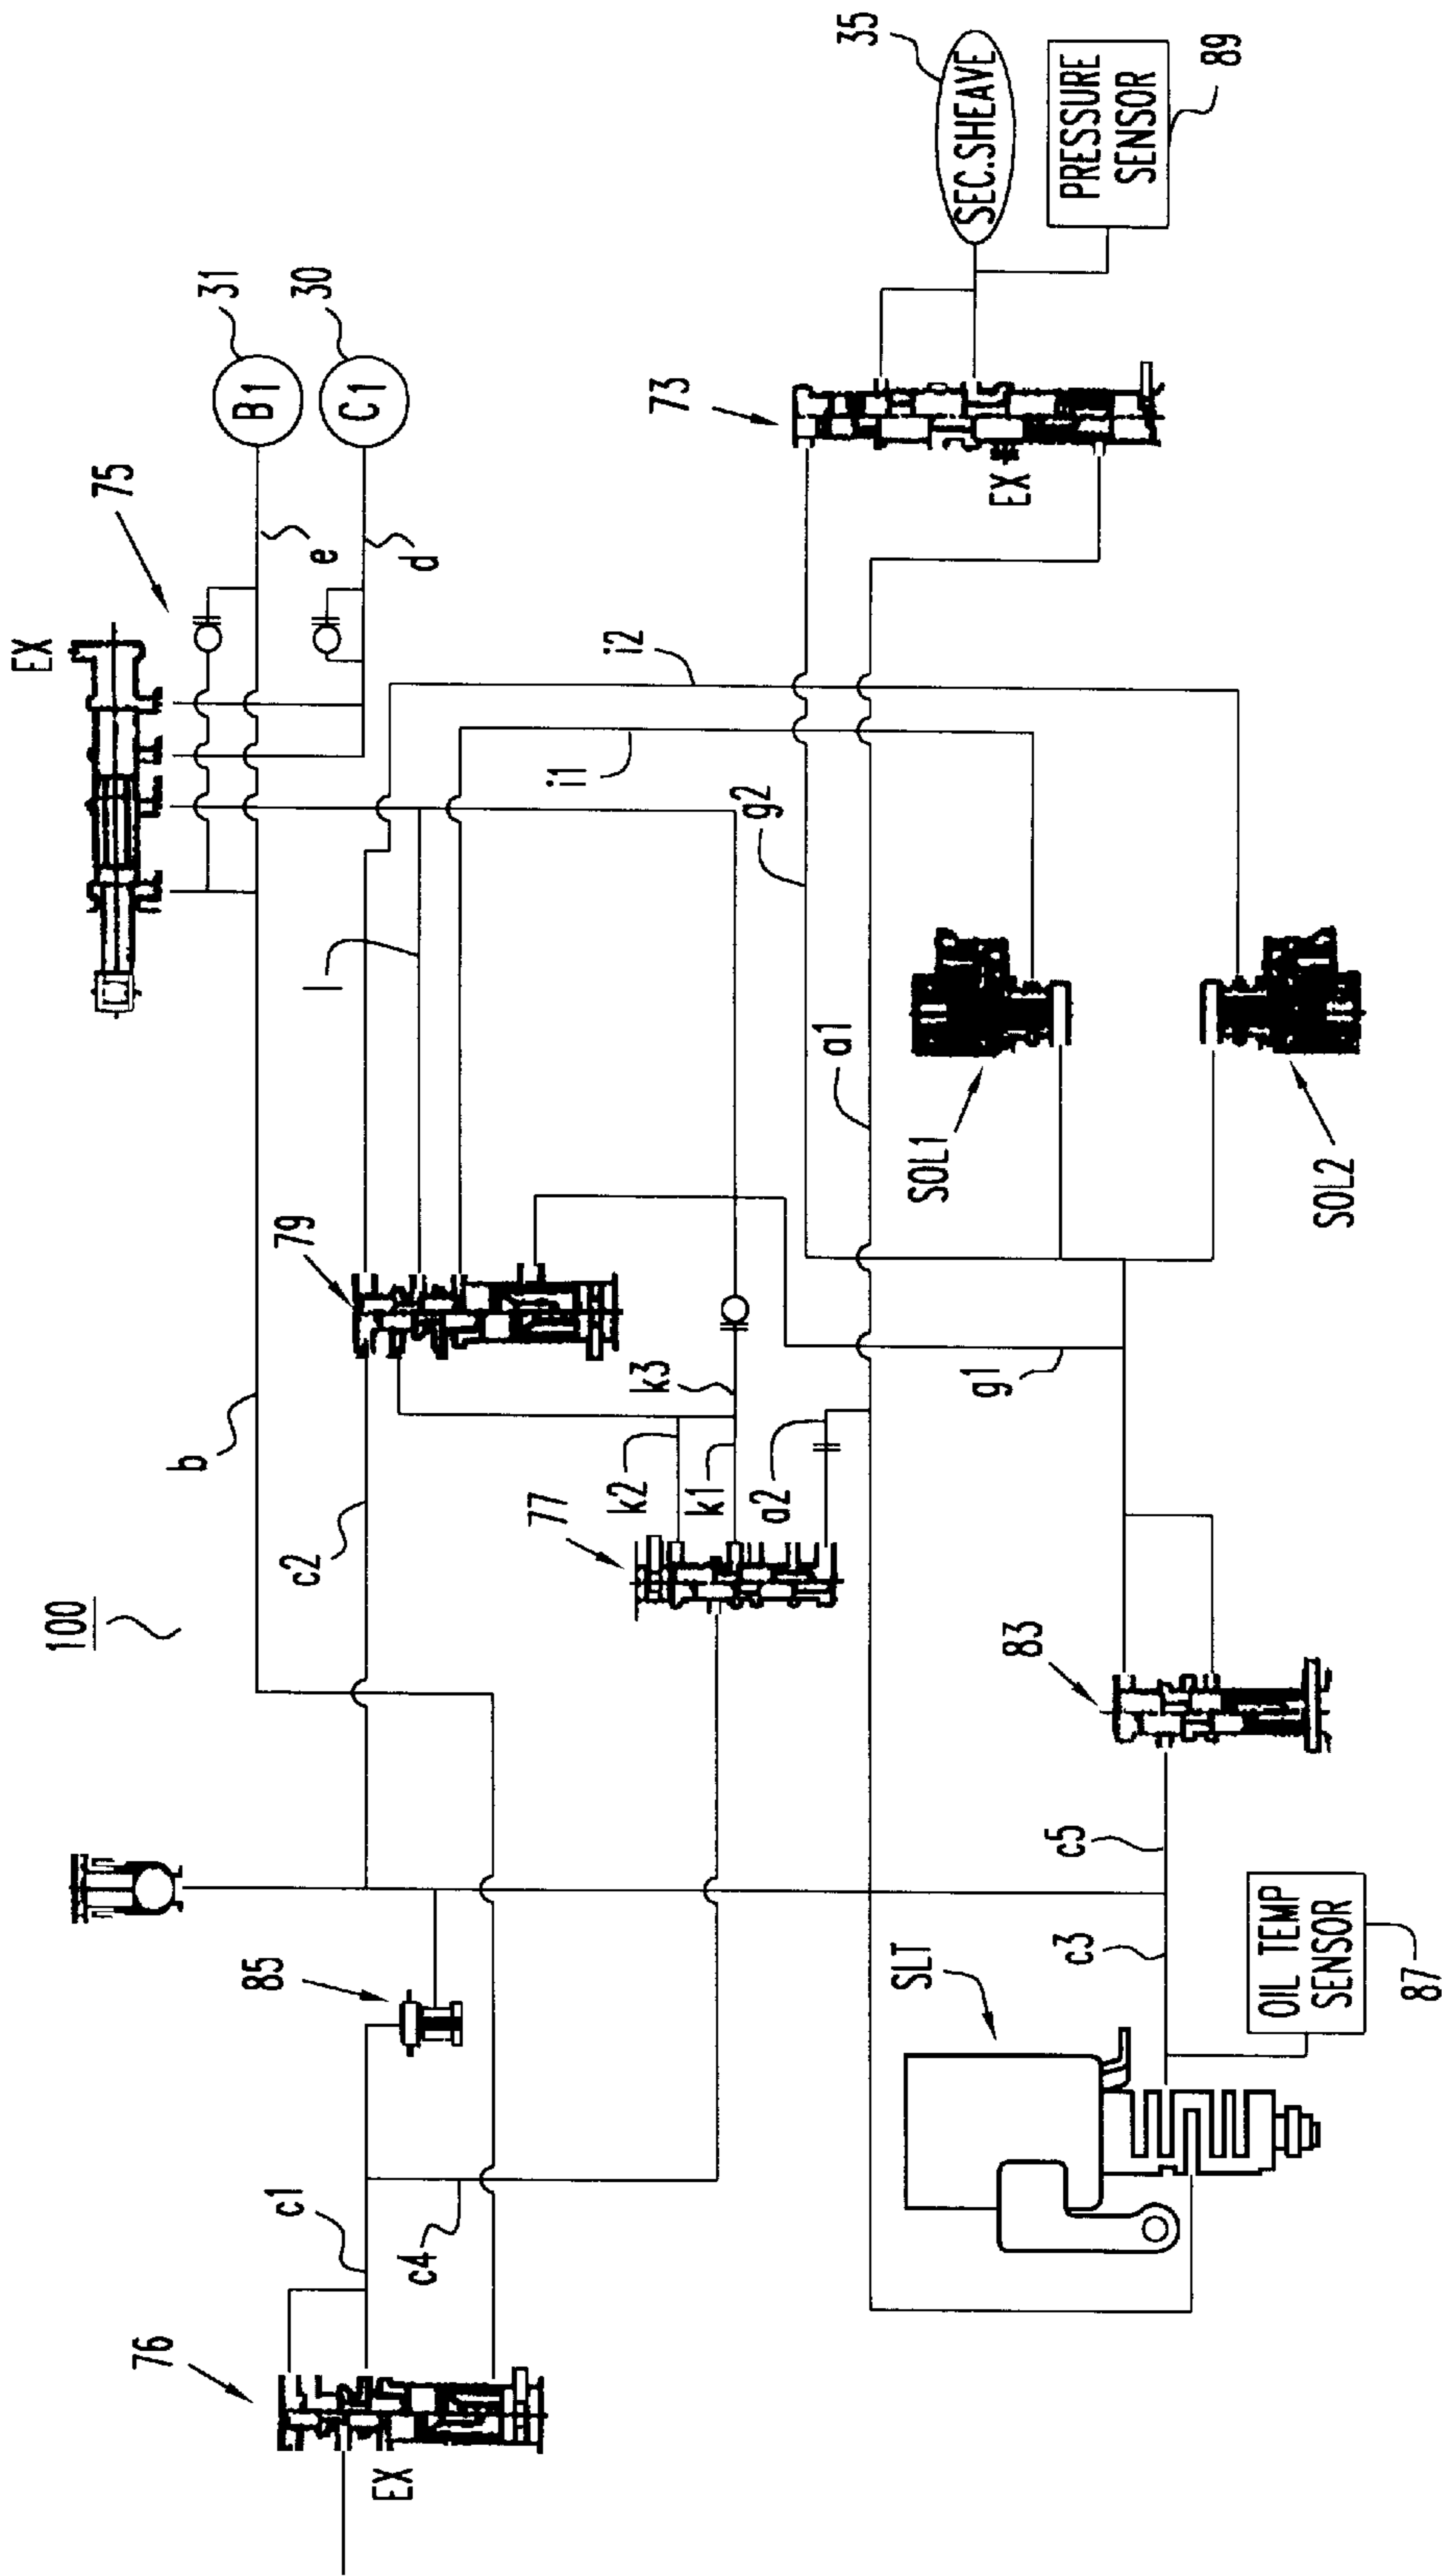 100
76
EX
c1
c4
85
SLT
c3
OIL TEMP
SENSOR
87
c5
83
c2
b
77
k2
k1
k3
a2
g1
79
l
a1
g2
i1
i2
SOL1
SOL2
EX
75
e
d
B1
31
C1
30
73
EX
SEC.SHEAVE
35
PRESSURE
SENSOR
89